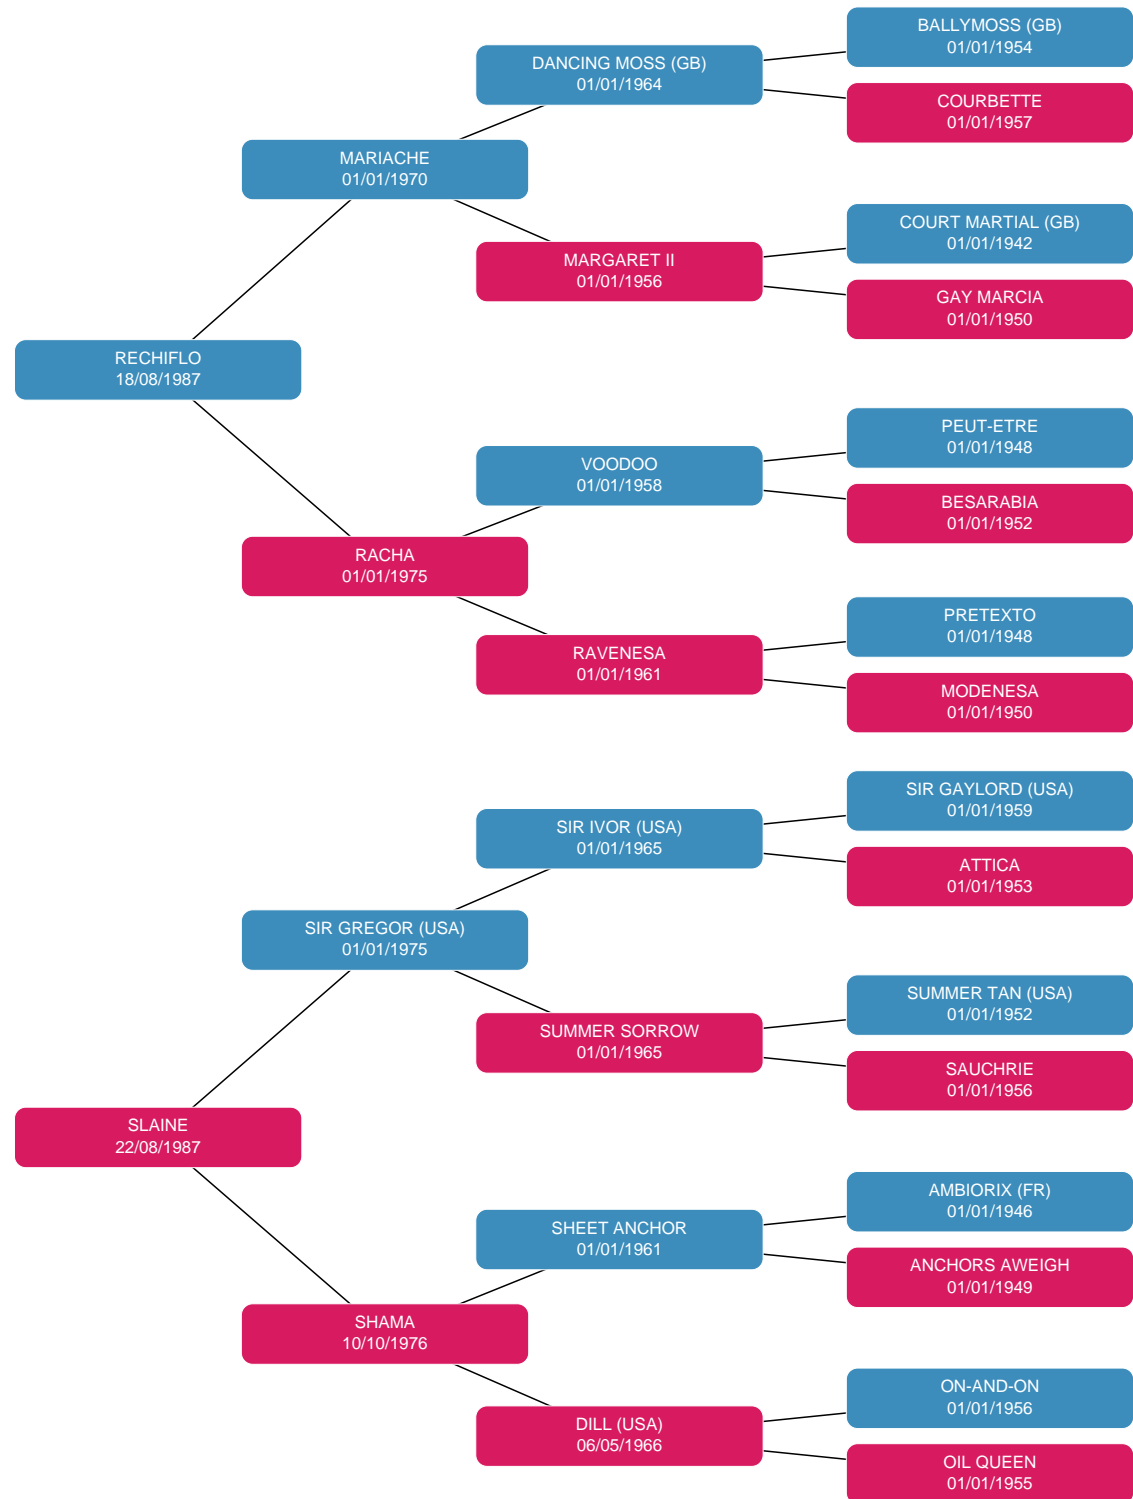 BALLYMOSS (GB)
01/01/1954
DANCING MOSS (GB)
01/01/1964
COURBETTE
01/01/1957
MARIACHE
01/01/1970
COURT MARTIAL (GB)
01/01/1942
MARGARET II
01/01/1956
GAY MARCIA
01/01/1950
RECHIFLO
18/08/1987
PEUT-ETRE
01/01/1948
VOODOO
01/01/1958
BESARABIA
01/01/1952
RACHA
01/01/1975
PRETEXTO
01/01/1948
RAVENESA
01/01/1961
MODENESA
01/01/1950
SIR GAYLORD (USA)
01/01/1959
SIR IVOR (USA)
01/01/1965
ATTICA
01/01/1953
SIR GREGOR (USA)
01/01/1975
SUMMER TAN (USA)
01/01/1952
SUMMER SORROW
01/01/1965
SAUCHRIE
01/01/1956
SLAINE
22/08/1987
AMBIORIX (FR)
01/01/1946
SHEET ANCHOR
01/01/1961
ANCHORS AWEIGH
01/01/1949
SHAMA
10/10/1976
ON-AND-ON
01/01/1956
DILL (USA)
06/05/1966
OIL QUEEN
01/01/1955